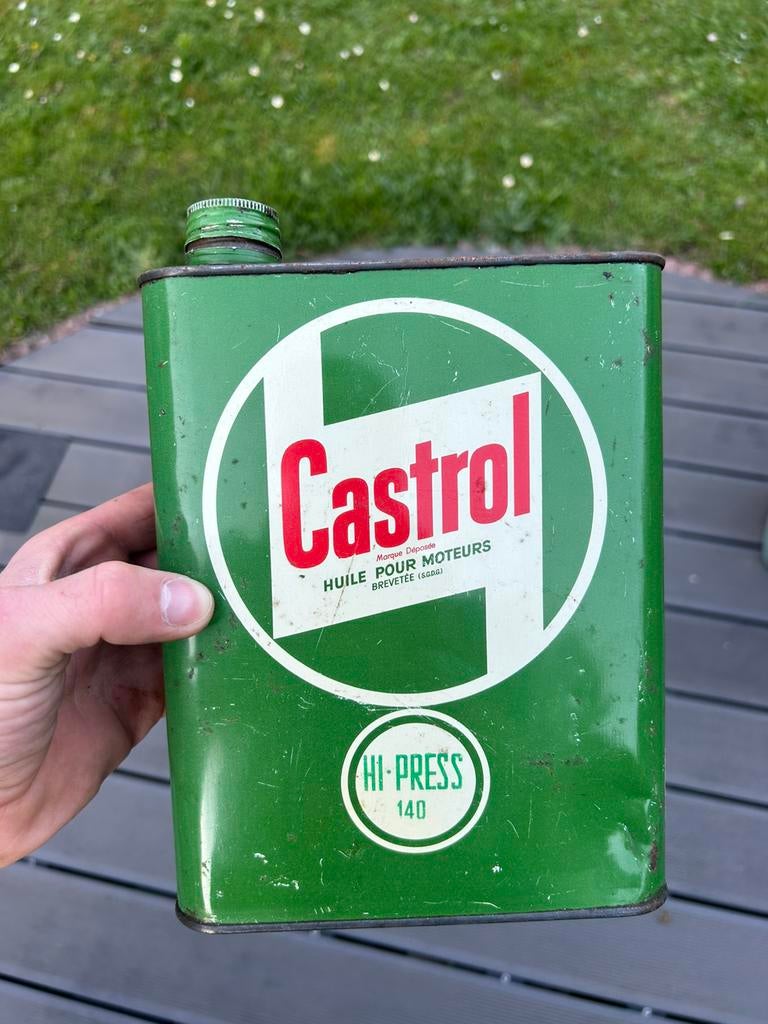 Castrol
Marque Déposée
HUILE POUR MOTEURS
BREVETÉE (S.G.D.G)
HI-PRESS
140